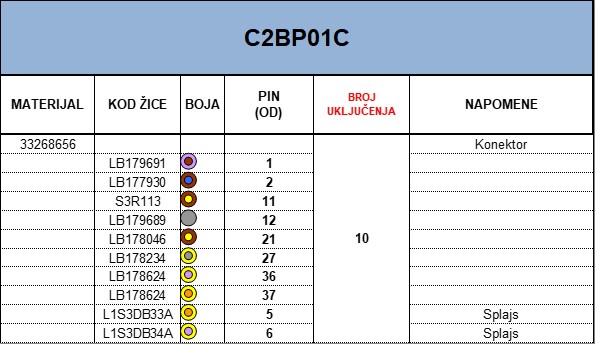 C2BP01C
MATERIJAL KOD ŽICE BOJA PIN (OD) BROJ UKLJUČENJA NAPOMENE
33268656 Konektor
LB179691 1
LB177930 2
S3R113 11
LB179689 12
LB178046 21
10
LB178234 27
LB178624 36
LB178624 37
L1S3DB33A 5 Splajs
L1S3DB34A 6 Splajs